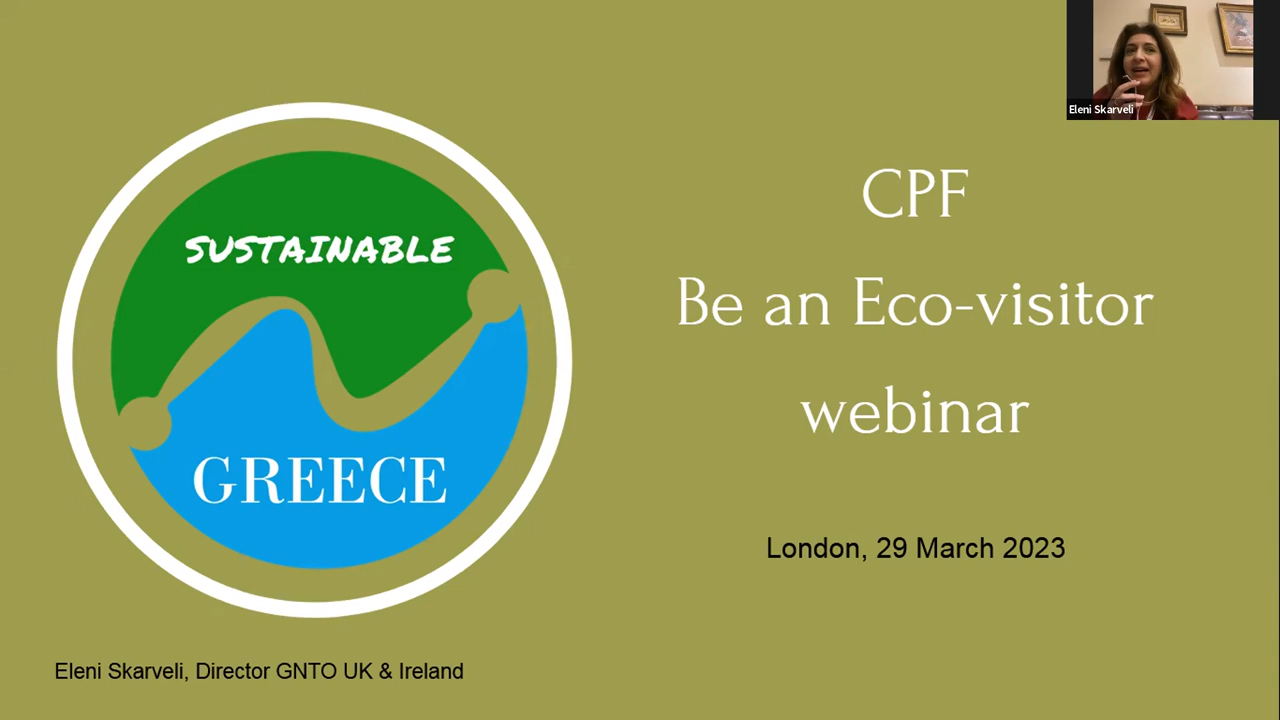 Eleni Skarveli
SUSTAINABLE
GREECE
CPF
Be an Eco-visitor
webinar
London, 29 March 2023
Eleni Skarveli, Director GNTO UK & Ireland